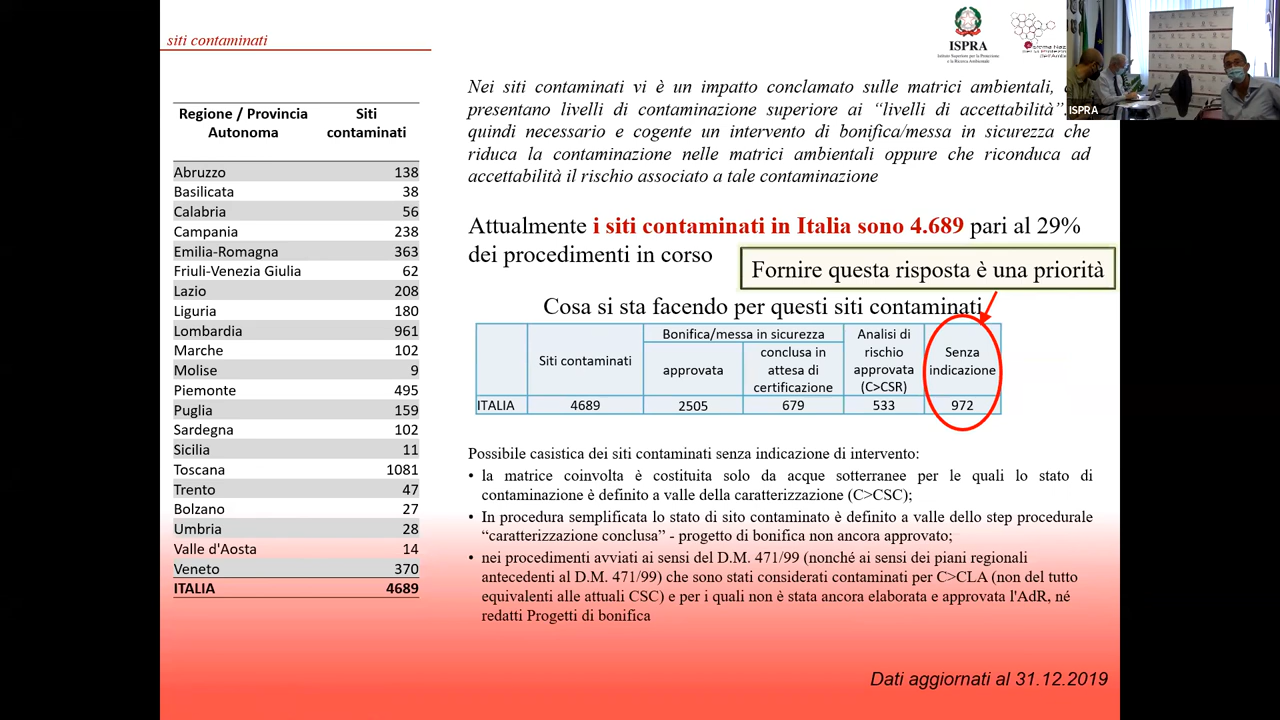 siti contaminati
ISPRA
Istituto Superiore per la Protezione
e la Ricerca Ambientale
ISPRA
Regione / Provincia Autonoma Siti contaminati
Abruzzo 138
Basilicata 38
Calabria 56
Campania 238
Emilia-Romagna 363
Friuli-Venezia Giulia 62
Lazio 208
Liguria 180
Lombardia 961
Marche 102
Molise 9
Piemonte 495
Puglia 159
Sardegna 102
Sicilia 11
Toscana 1081
Trento 47
Bolzano 27
Umbria 28
Valle d'Aosta 14
Veneto 370
ITALIA 4689
Nei siti contaminati vi è un impatto conclamato sulle matrici ambientali,
presentano livelli di contaminazione superiore ai “livelli di accettabilità”.
quindi necessario e cogente un intervento di bonifica/messa in sicurezza che
riduca la contaminazione nelle matrici ambientali oppure che riconduca ad
accettabilità il rischio associato a tale contaminazione
Attualmente i siti contaminati in Italia sono 4.689 pari al 29%
dei procedimenti in corso
Fornire questa risposta è una priorità
Cosa si sta facendo per questi siti contaminati
Siti contaminati
Bonifica/messa in sicurezza
approvata
conclusa in
attesa di
certificazione
Analisi di
rischio
approvata
(C>CSR)
Senza
indicazione
ITALIA 4689 2505 679 533 972
Possibile casistica dei siti contaminati senza indicazione di intervento:
• la matrice coinvolta è costituita solo da acque sotterranee per le quali lo stato di
contaminazione è definito a valle della caratterizzazione (C>CSC);
• In procedura semplificata lo stato di sito contaminato è definito a valle dello step procedurale
“caratterizzazione conclusa” - progetto di bonifica non ancora approvato;
• nei procedimenti avviati ai sensi del D.M. 471/99 (nonché ai sensi dei piani regionali
antecedenti al D.M. 471/99) che sono stati considerati contaminati per C>CLA (non del tutto
equivalenti alle attuali CSC) e per i quali non è stata ancora elaborata e approvata l'AdR, né
redatti Progetti di bonifica
Dati aggiornati al 31.12.2019